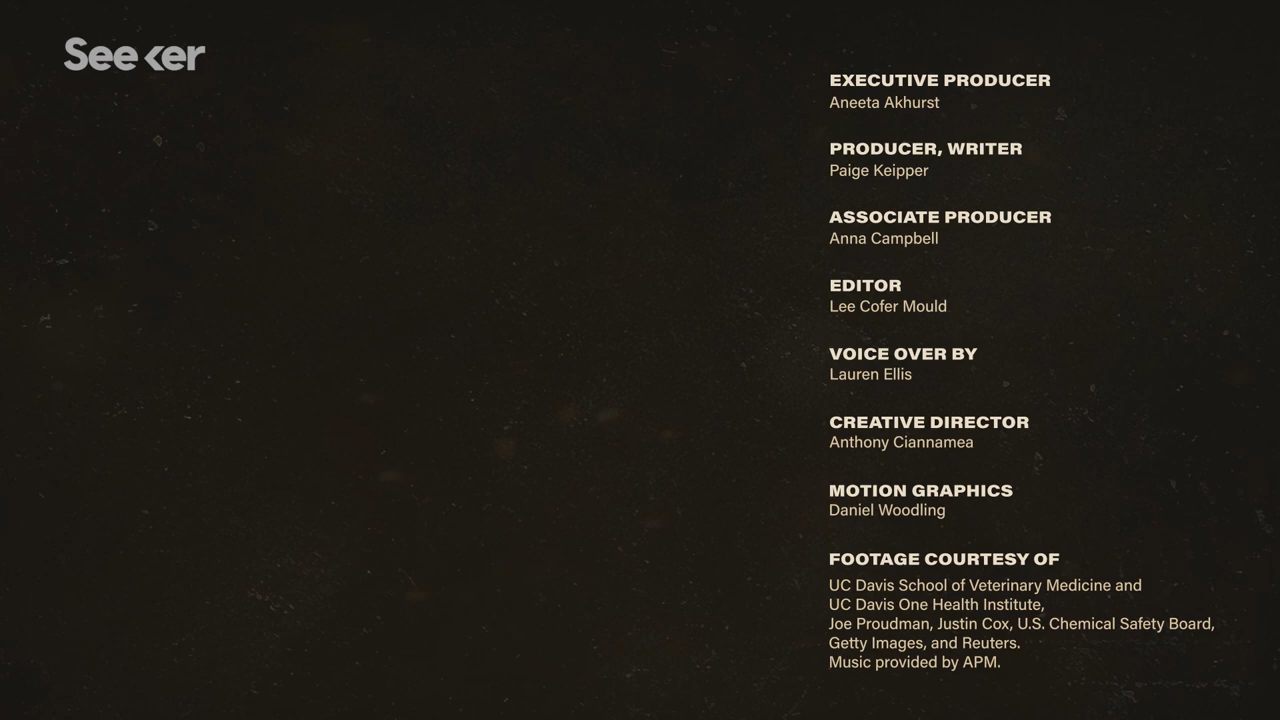 Seeker
EXECUTIVE PRODUCER
Aneeta Akhurst
PRODUCER, WRITER
Paige Keipper
ASSOCIATE PRODUCER
Anna Campbell
EDITOR
Lee Cofer Mould
VOICE OVER BY
Lauren Ellis
CREATIVE DIRECTOR
Anthony Ciannamea
MOTION GRAPHICS
Daniel Woodling
FOOTAGE COURTESY OF
UC Davis School of Veterinary Medicine and
UC Davis One Health Institute,
Joe Proudman, Justin Cox, U.S. Chemical Safety Board,
Getty Images, and Reuters.
Music provided by APM.